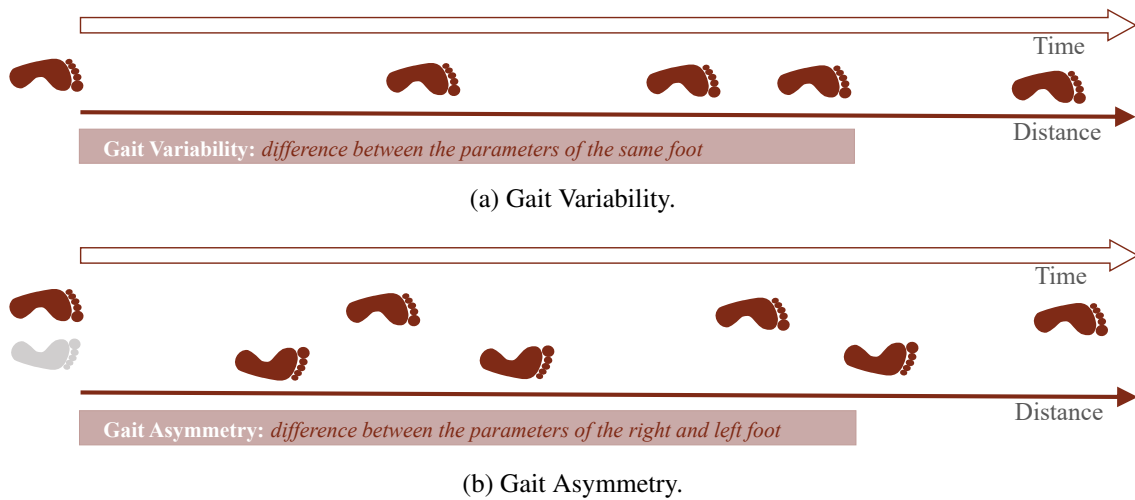 Time
Distance
Gait Variability: difference between the parameters of the same foot
(a) Gait Variability.
Time
Distance
Gait Asymmetry: difference between the parameters of the right and left foot
(b) Gait Asymmetry.